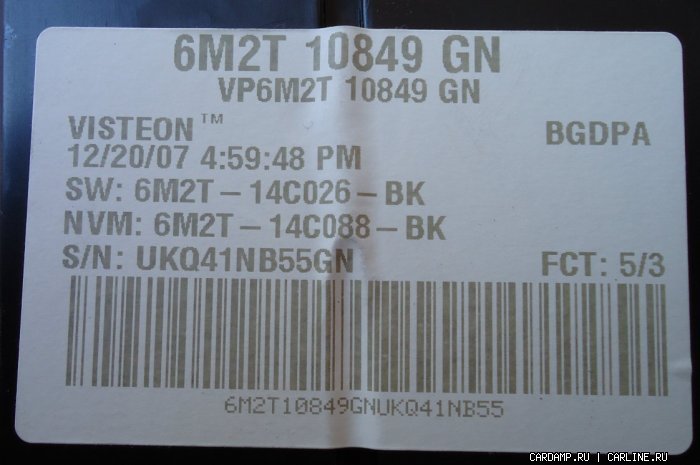 6M2T 10849 GN
VP6M2T 10849 GN
VISTEON™ BGDPA
12/20/07 4:59:48 PM
SW: 6M2T-14C026-BK
NVM: 6M2T-14C088-BK
S/N: UKQ41NB55GN FCT: 5/3
6M2T10849GNUKQ41NB55
CARDAMP.RU | CARLINE.RU